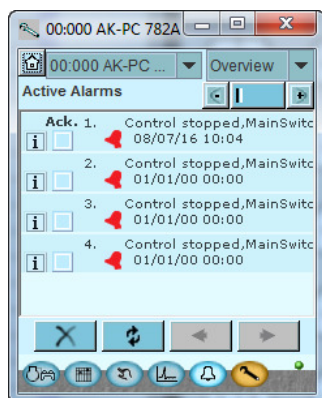 00:000 AK-PC 782A
00:000 AK-PC ... Overview
Active Alarms
Ack. 1. Control stopped,MainSwitc
08/07/16 10:04
2. Control stopped,MainSwitc
01/01/00 00:00
3. Control stopped,MainSwitc
01/01/00 00:00
4. Control stopped,MainSwitc
01/01/00 00:00